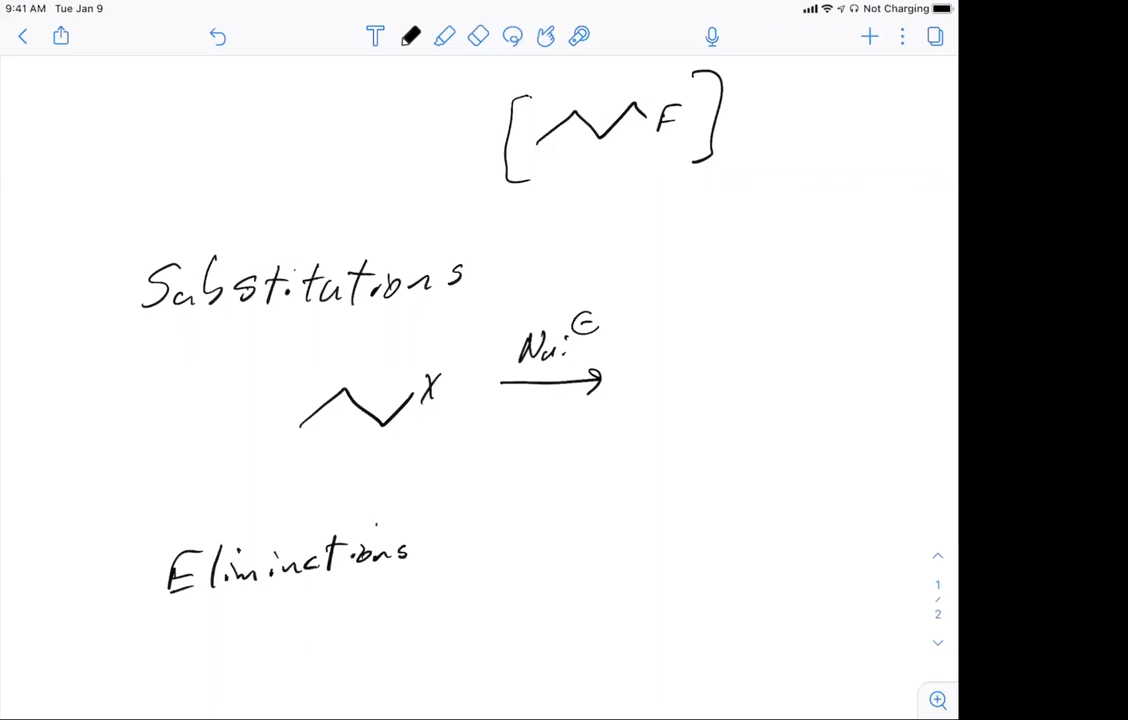 9:41 AM Tue Jan 9
Not Charging
T
F
Substitutions
Nu:⊖
X
Eliminations
1
/
2